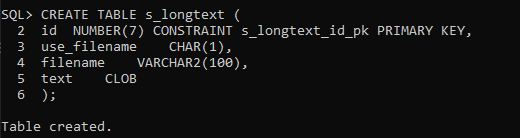 SQL> CREATE TABLE s_longtext (
2 id NUMBER(7) CONSTRAINT s_longtext_id_pk PRIMARY KEY,
3 use_filename CHAR(1),
4 filename VARCHAR2(100),
5 text CLOB
6 );
Table created.